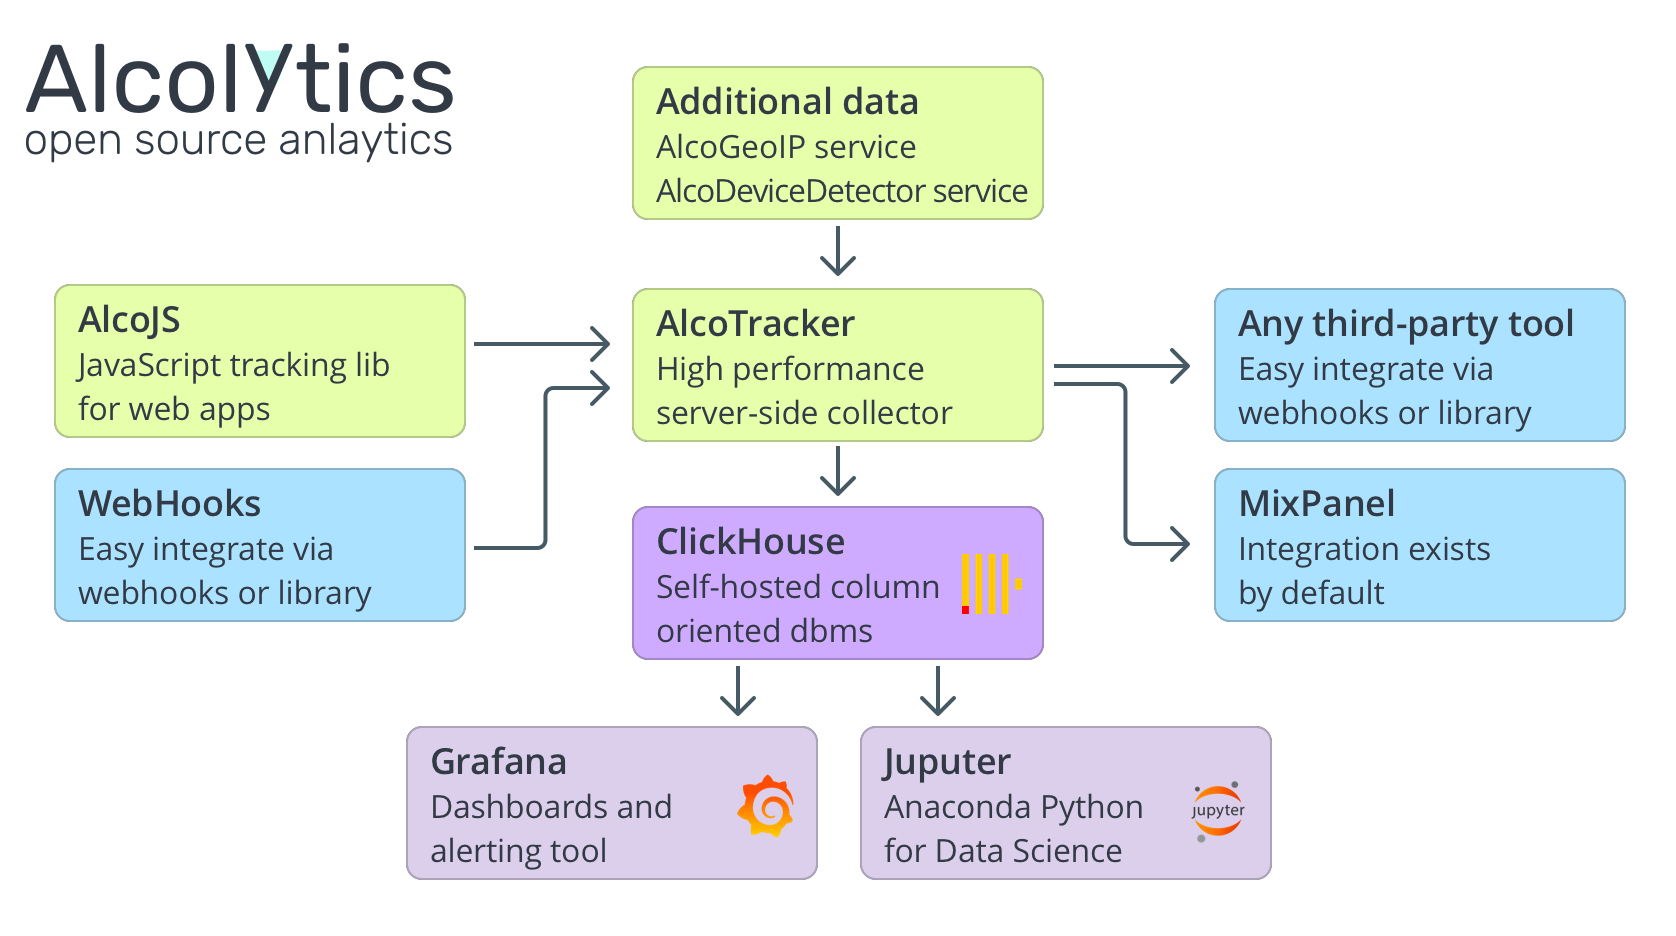 Alcolytics
open source anlaytics
Additional data
AlcoGeoIP service
AlcoDeviceDetector service
AlcoJS
JavaScript tracking lib
for web apps
AlcoTracker
High performance
server-side collector
Any third-party tool
Easy integrate via
webhooks or library
WebHooks
Easy integrate via
webhooks or library
ClickHouse
Self-hosted column
oriented dbms
MixPanel
Integration exists
by default
Grafana
Dashboards and
alerting tool
Juputer
Anaconda Python
for Data Science
jupyter